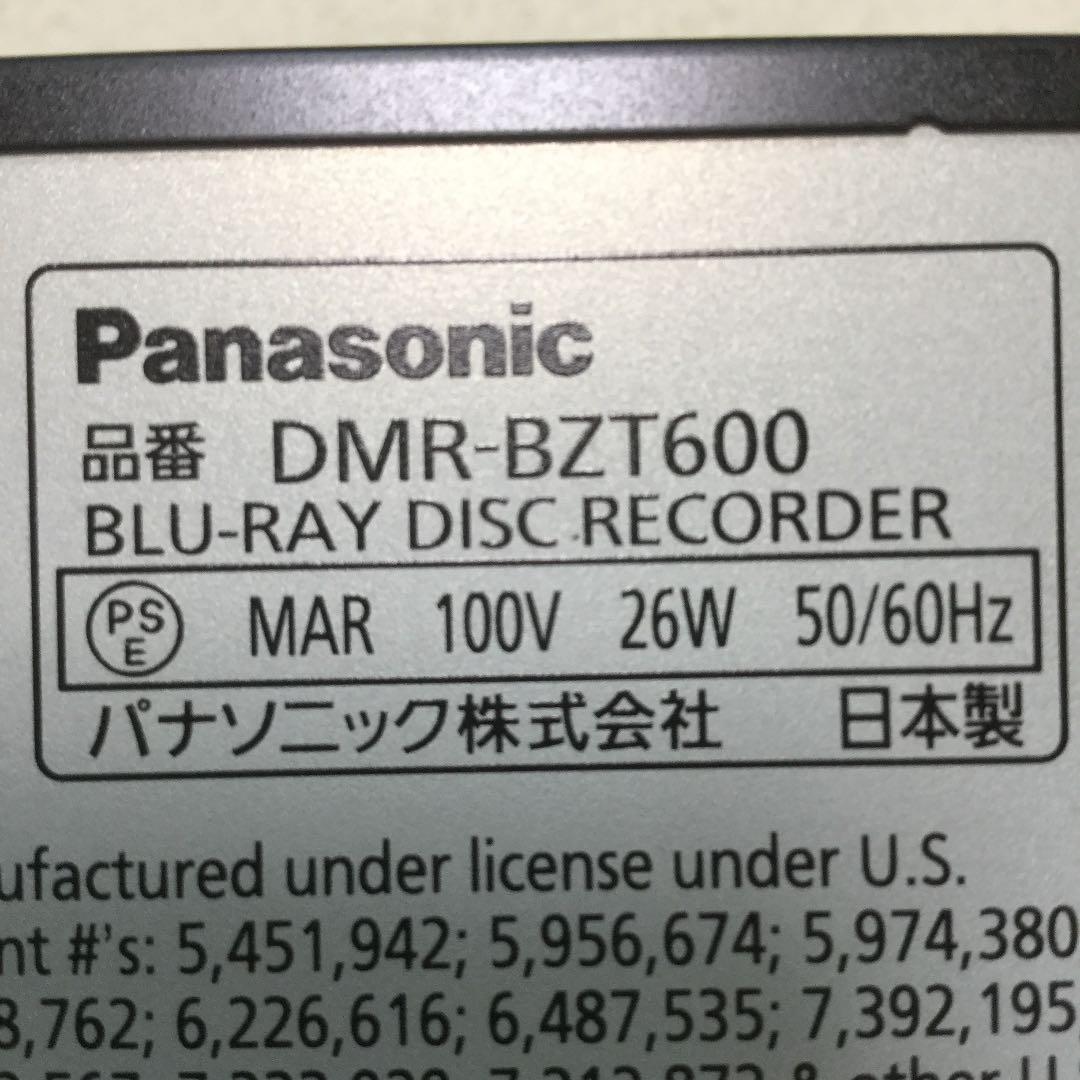 Panasonic
品番 DMR-BZT600
BLU-RAY DISC RECORDER
PSE MAR 100V 26W 50/60Hz
パナソニック株式会社 日本製
ufactured under license under U.S.
nt #'s: 5,451,942; 5,956,674; 5,974,380
8,762; 6,226,616; 6,487,535; 7,392,195
& other U